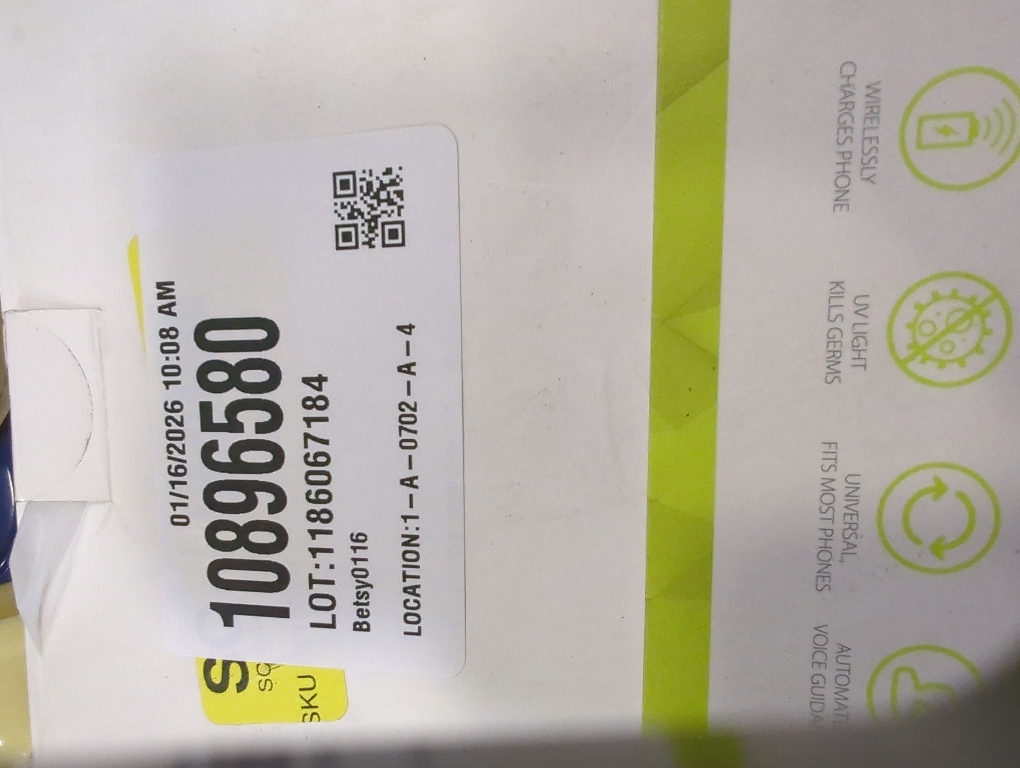 01/16/2026 10:08 AM
10896580
LOT:1186067184
Betsy0116
LOCATION:1-A-0702-A-4
S
SKU
WIRELESSLY
CHARGES PHONE
UV LIGHT
KILLS GERMS
UNIVERSAL,
FITS MOST PHONES
VOICE